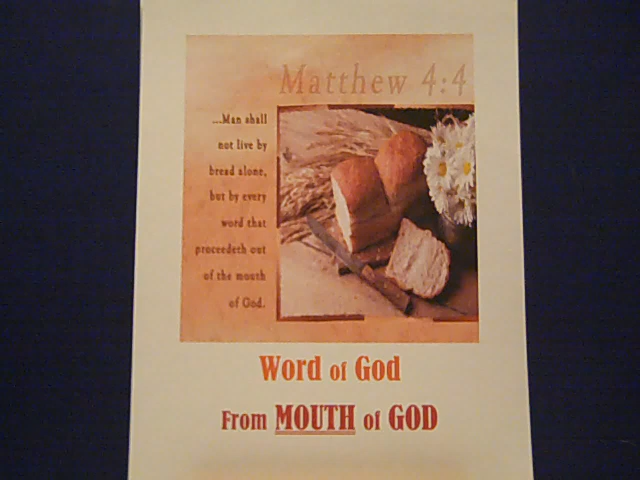 Matthew 4:4
...Man shall
not live by
bread alone,
but by every
word that
proceedeth out
of the mouth
of God.
Word of God
From MOUTH of GOD